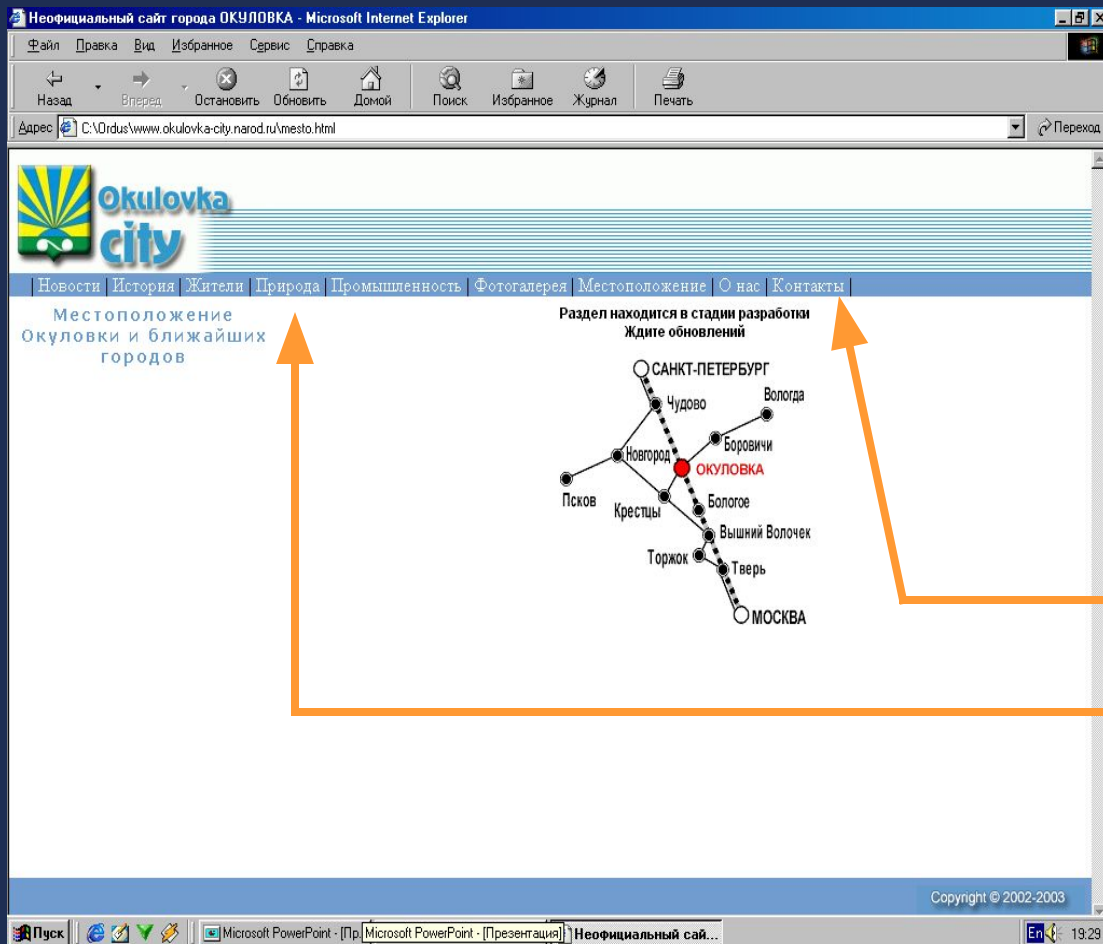 Неофициальный сайт города ОКУЛОВКА - Microsoft Internet Explorer
Файл Правка Вид Избранное Сервис Справка
Назад Вперед Остановить Обновить Домой Поиск Избранное Журнал Печать
Адрес C:\Ordus\www.okulovka-city.narod.ru\mesto.html Переход
Okulovka
city
|Новости|История|Жители|Природа|Промышленность|Фотогалерея|Местоположение|О нас|Контакты|
Местоположение
Окуловки и ближайших
городов
Раздел находится в стадии разработки
Ждите обновлений
САНКТ-ПЕТЕРБУРГ
Вологда
Чудово
Боровичи
Новгород
ОКУЛОВКА
Псков
Бологое
Крестцы
Вышний Волочек
Торжок
Тверь
МОСКВА
Copyright © 2002-2003
Пуск Microsoft PowerPoint - [Пр. Microsoft PowerPoint - [Презентация] Неофициальный сай... En 19:29